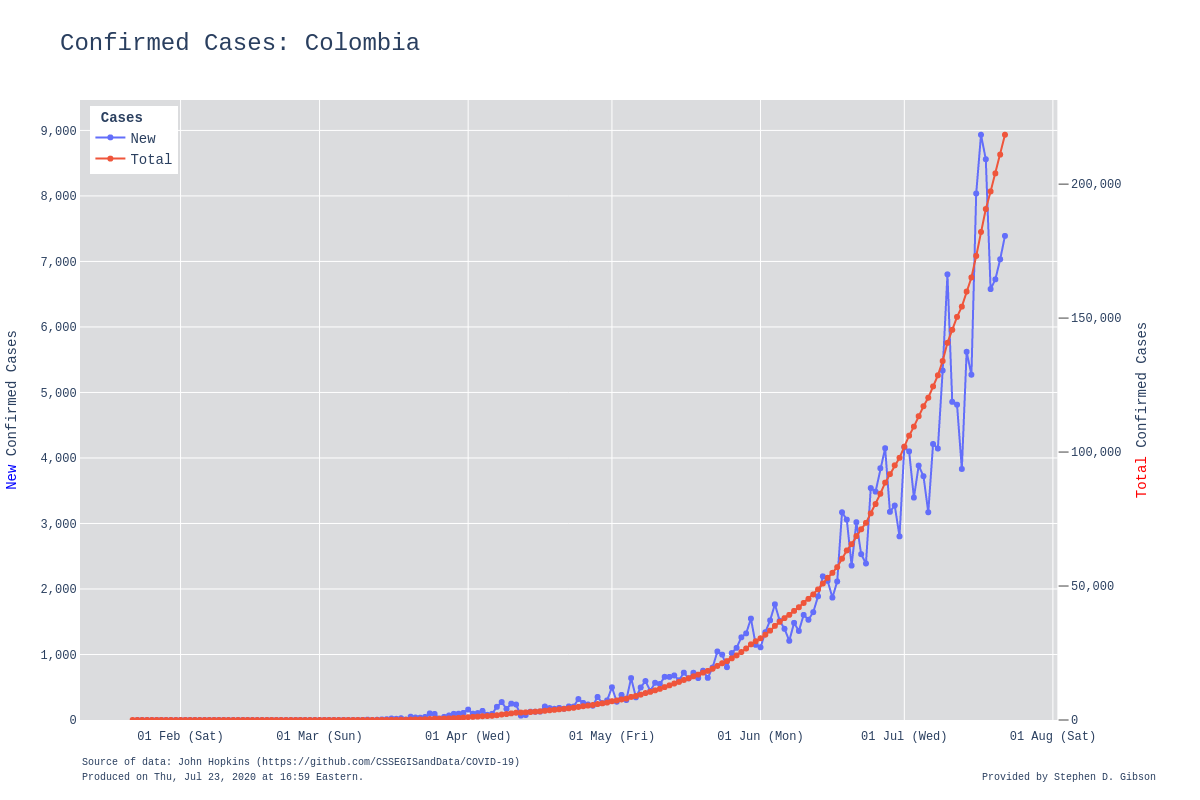 Confirmed Cases: Colombia
Cases
New
Total
9,000
8,000
7,000
6,000
5,000
4,000
3,000
2,000
1,000
0
New Confirmed Cases
200,000
150,000
100,000
50,000
0
Total Confirmed Cases
01 Feb (Sat)
01 Mar (Sun)
01 Apr (Wed)
01 May (Fri)
01 Jun (Mon)
01 Jul (Wed)
01 Aug (Sat)
Source of data: John Hopkins (https://github.com/CSSEGISandData/COVID-19)
Produced on Thu, Jul 23, 2020 at 16:59 Eastern.
Provided by Stephen D. Gibson